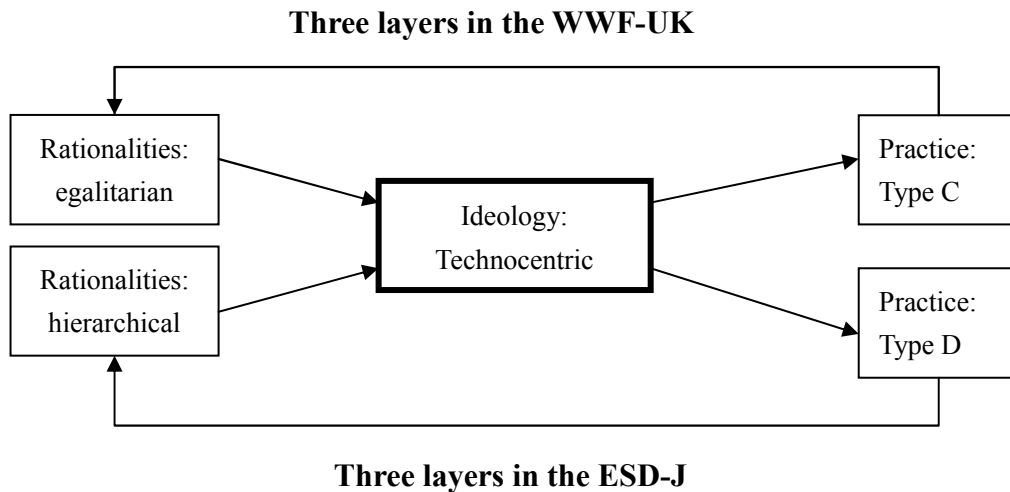 Three layers in the WWF-UK
Rationalities:
egalitarian
Rationalities:
hierarchical
Ideology:
Technocentric
Practice:
Type C
Practice:
Type D
Three layers in the ESD-J